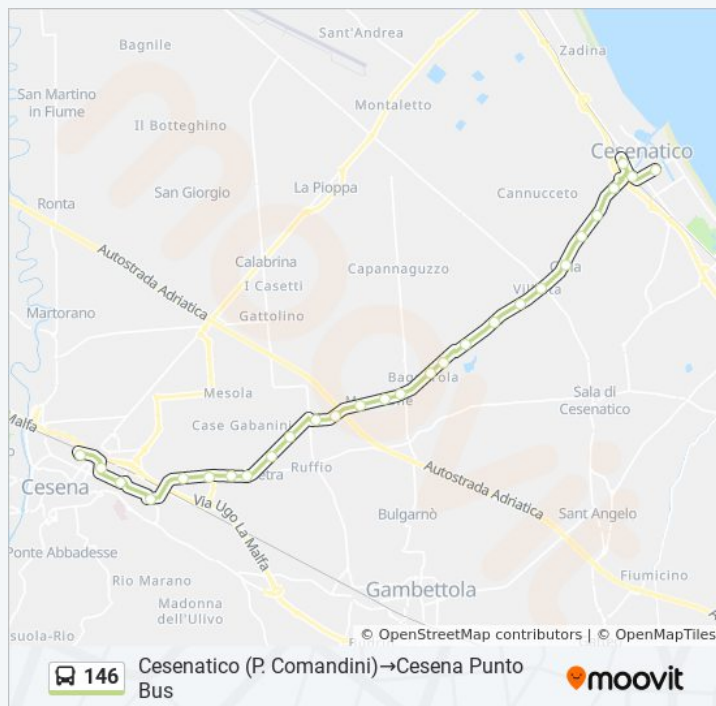 Sant'Andrea
Bagnile
Zadina
San Martino
in Fiume
Montaletto
Il Botteghino
Cesenatico
San Giorgio
La Pioppa
Cannucceto
Ronta
Autostrada Adriatica
Calabrina
Capannaguzzo
I Casetti
Villalta
Martorano
Gattolino
Bagnarola
Mesola
Sala di
Cesenatico
Case Gabanini
Malfa
Ruffio
Cesena
Autostrada Adriatica
Via Ugo La Malfa
Bulgarnò
Sant Angelo
Ponte Abbadesse
Rio Marano
Gambettola
Fiumicino
Madonna
dell'Ulivo
suola-Rio
© OpenStreetMap contributors | © OpenMapTiles
146
Cesenatico (P. Comandini)→Cesena Punto
Bus
moovit